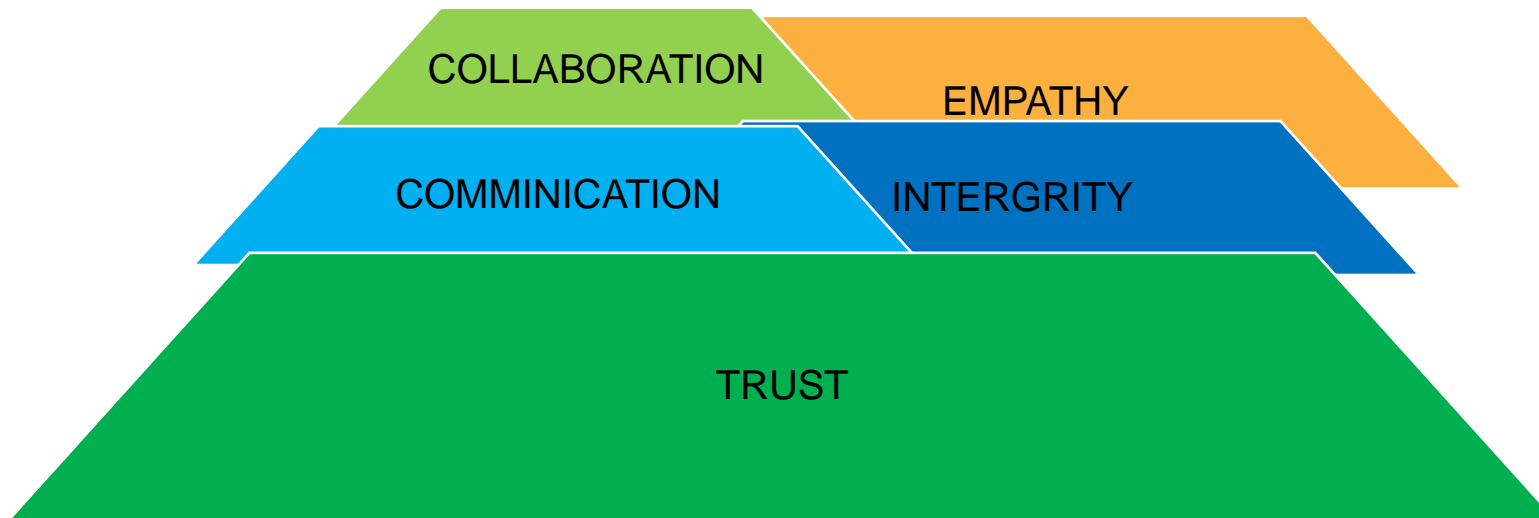 COLLABORATION
EMPATHY
COMMINICATION
INTERGRITY
TRUST